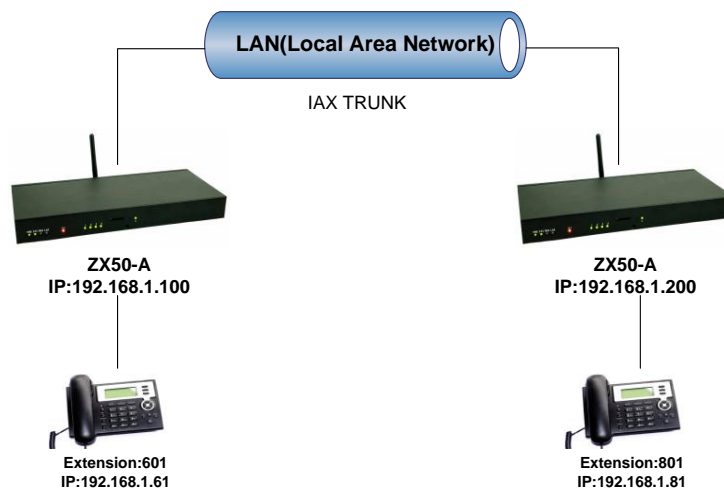 LAN(Local Area Network)
IAX TRUNK
ZX50-A
IP:192.168.1.100
ZX50-A
IP:192.168.1.200
Extension:601
IP:192.168.1.61
Extension:801
IP:192.168.1.81